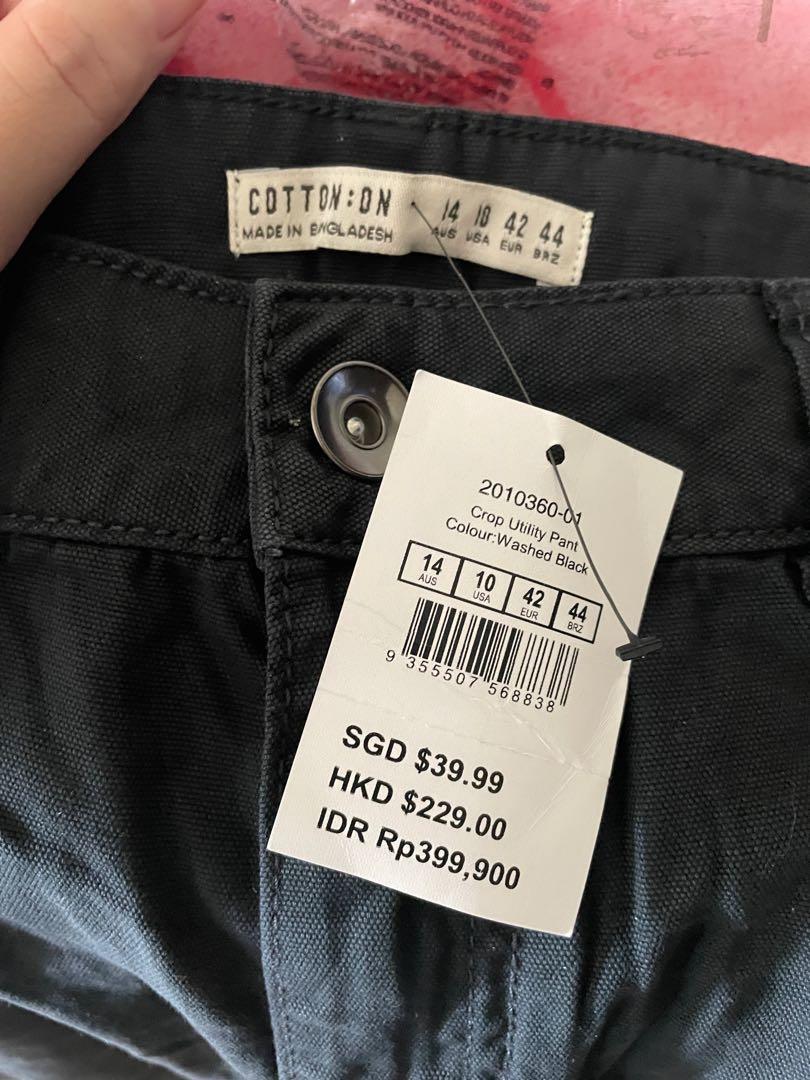 COTTON:ON
MADE IN BANGLADESH
14 10 42 44
AUS USA EUR BRZ
2010360-01
Crop Utility Pant
Colour:Washed Black
14 10 42 44
AUS USA EUR BRZ
9 355507 568838
SGD $39.99
HKD $229.00
IDR Rp399,900